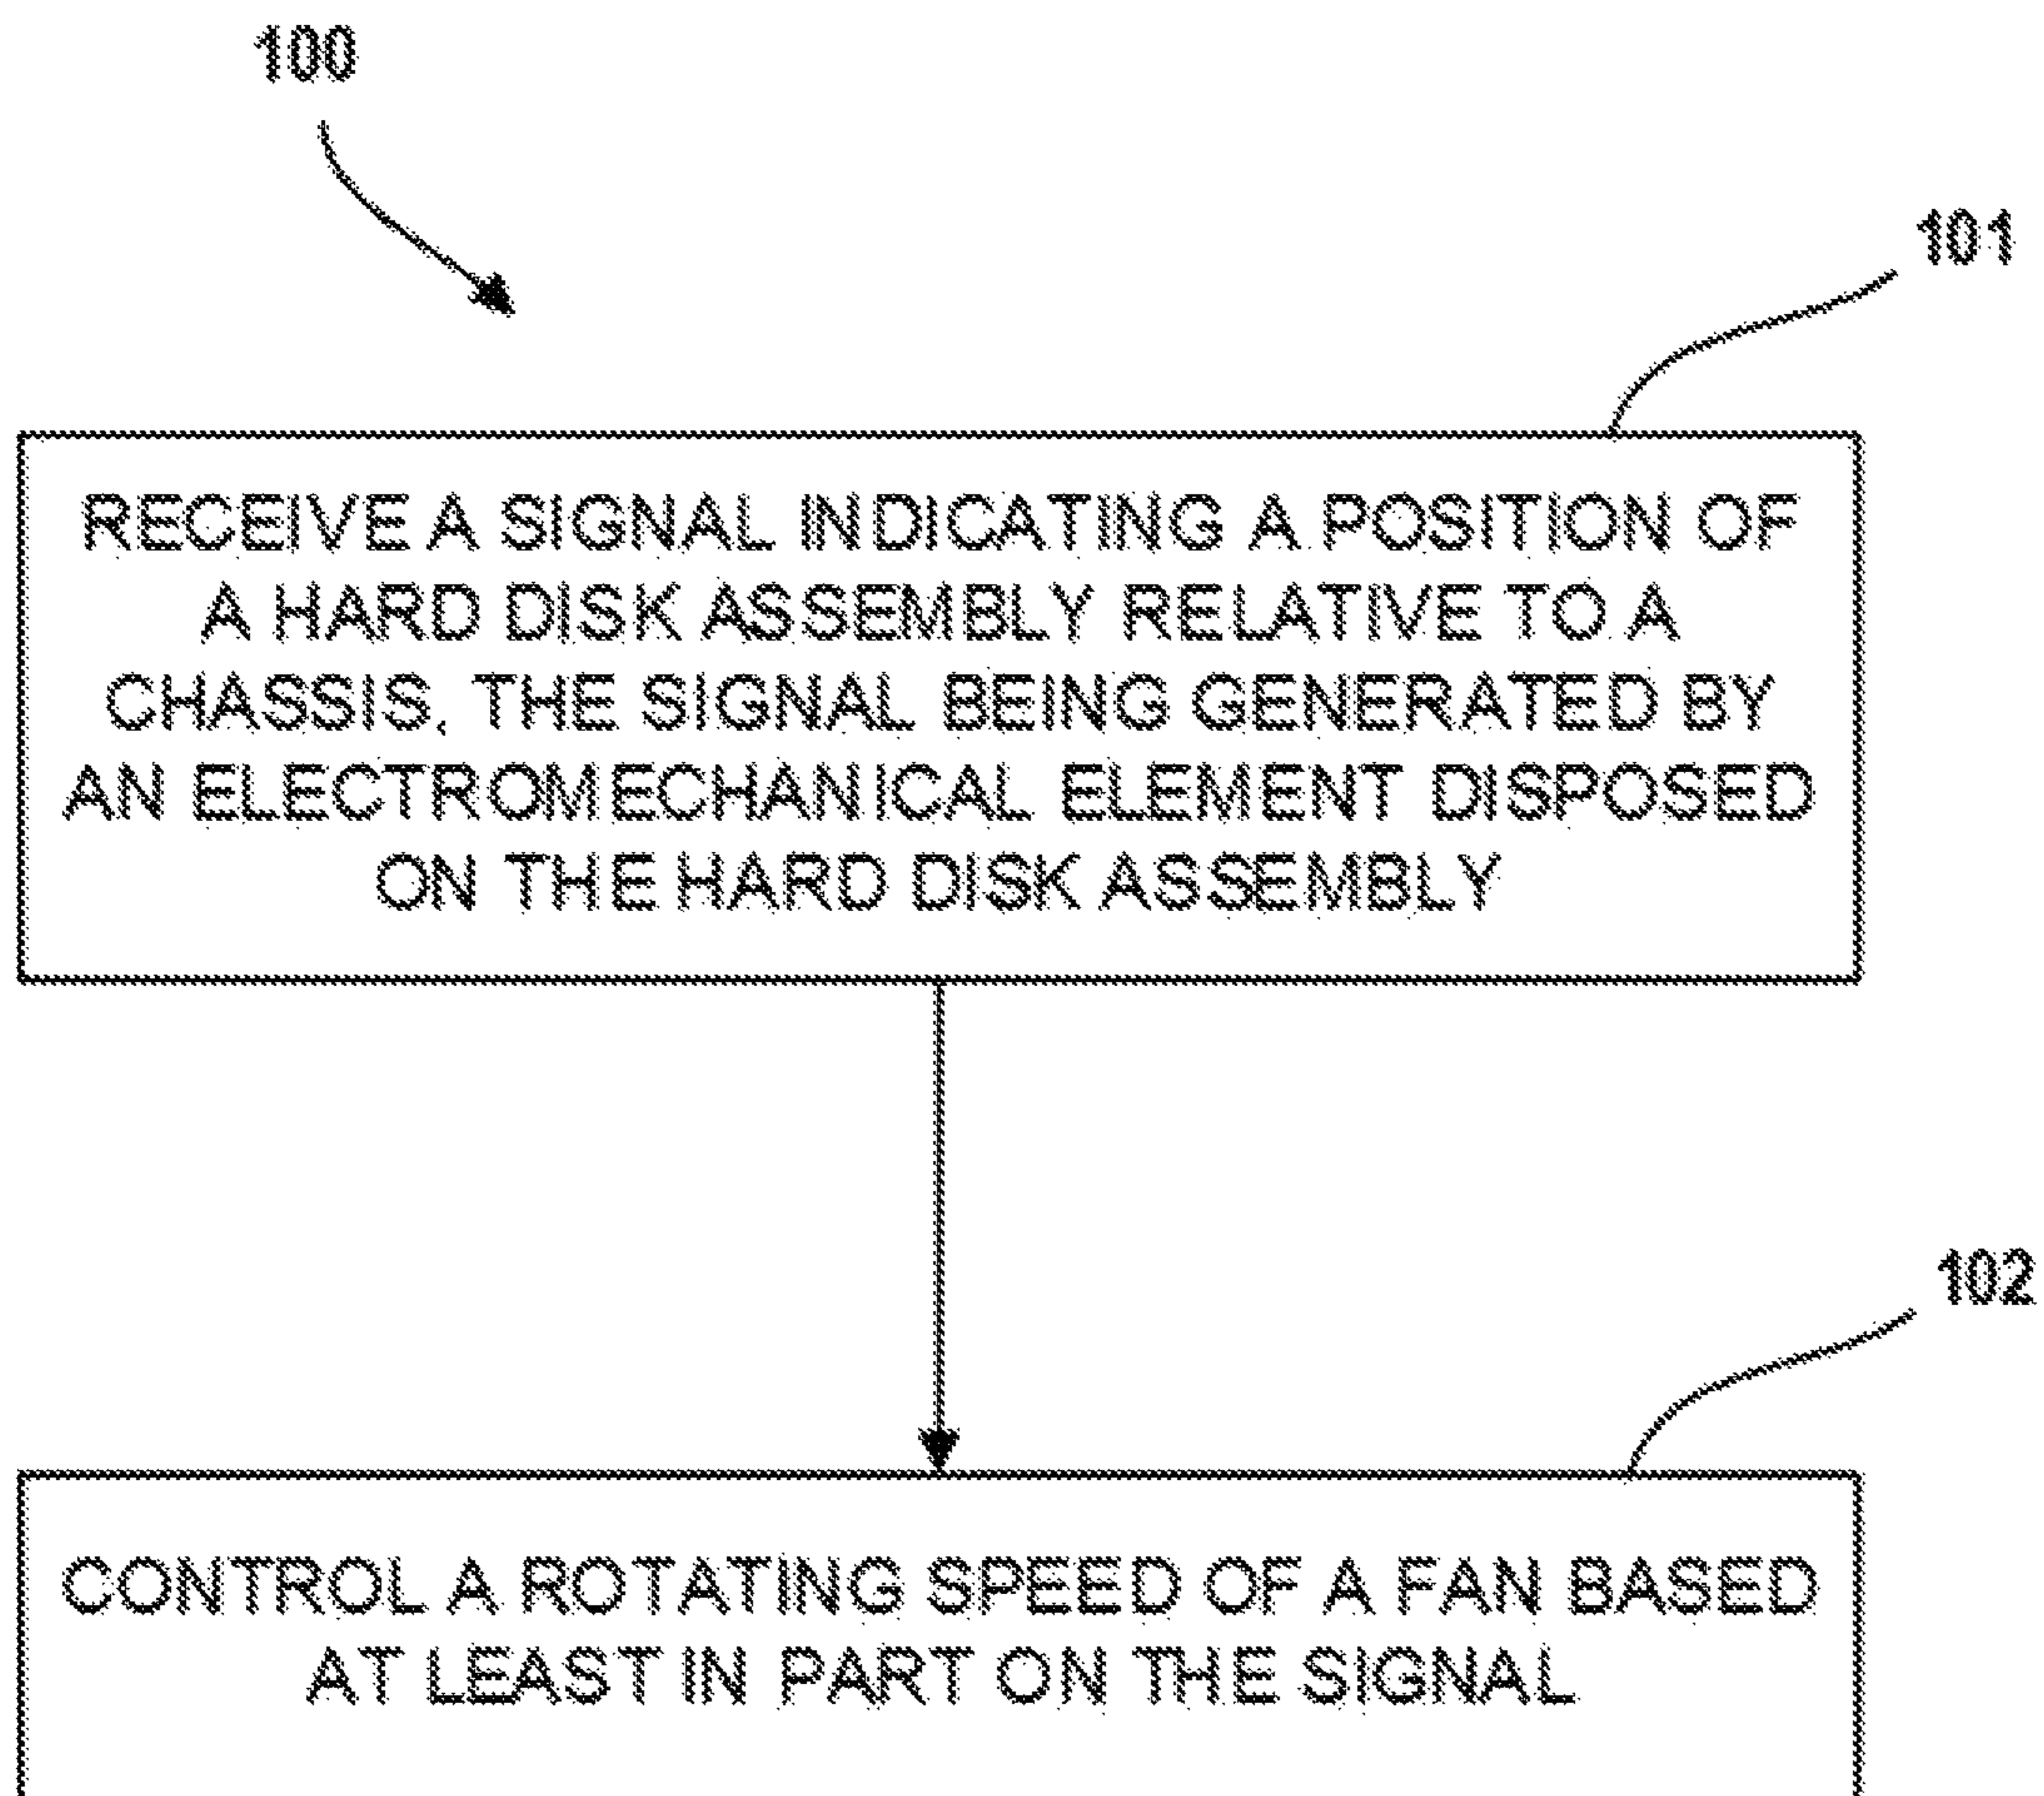 100
101
RECEIVE A SIGNAL INDICATING A POSITION OF
A HARD DISK ASSEMBLY RELATIVE TO A
CHASSIS, THE SIGNAL BEING GENERATED BY
AN ELECTROMECHANICAL ELEMENT DISPOSED
ON THE HARD DISK ASSEMBLY
102
CONTROL A ROTATING SPEED OF A FAN BASED
AT LEAST IN PART ON THE SIGNAL